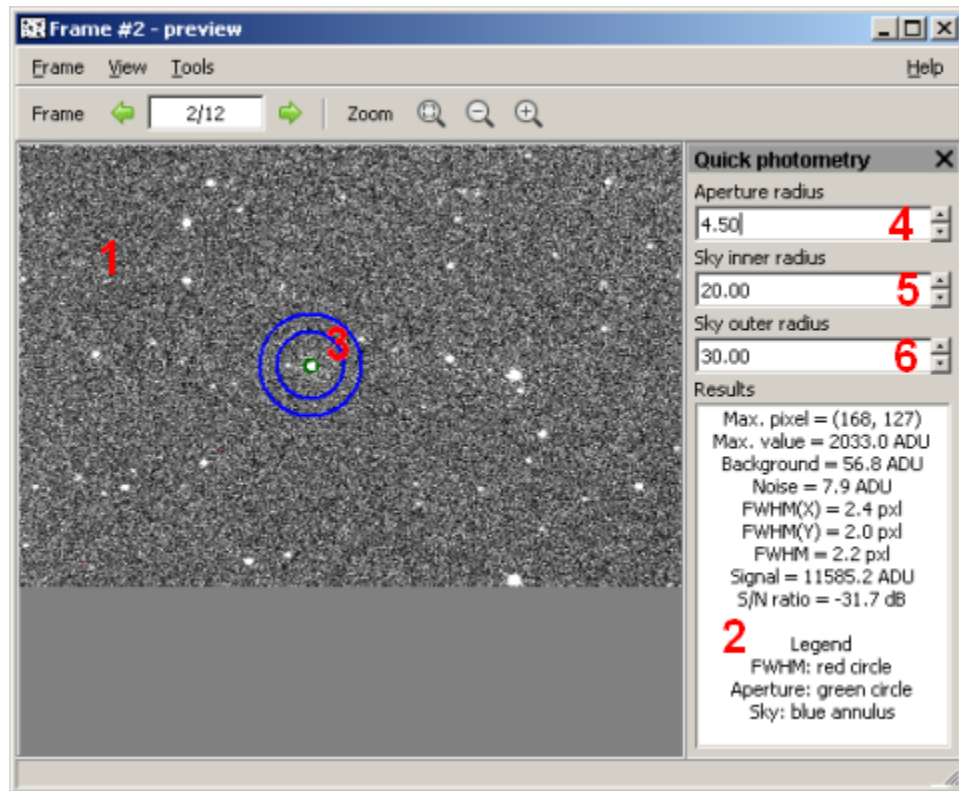 Frame #2 - preview
Frame View Tools Help
Frame 2/12 Zoom
Quick photometry
Aperture radius
1
4.50 4
Sky inner radius
20.00 5
Sky outer radius
3
30.00 6
Results
Max. pixel = (168, 127)
Max. value = 2033.0 ADU
Background = 56.8 ADU
Noise = 7.9 ADU
FWHM(X) = 2.4 pxl
FWHM(Y) = 2.0 pxl
FWHM = 2.2 pxl
Signal = 11585.2 ADU
S/N ratio = -31.7 dB
2
Legend
FWHM: red circle
Aperture: green circle
Sky: blue annulus